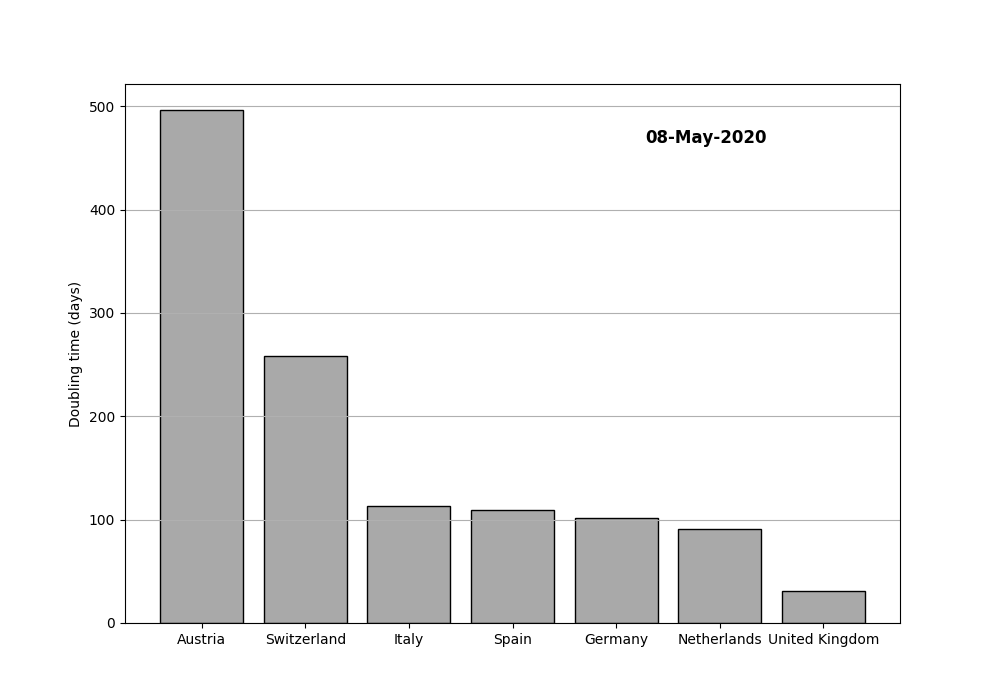 08-May-2020
Doubling time (days)
500
400
300
200
100
0
Austria Switzerland Italy Spain Germany Netherlands United Kingdom